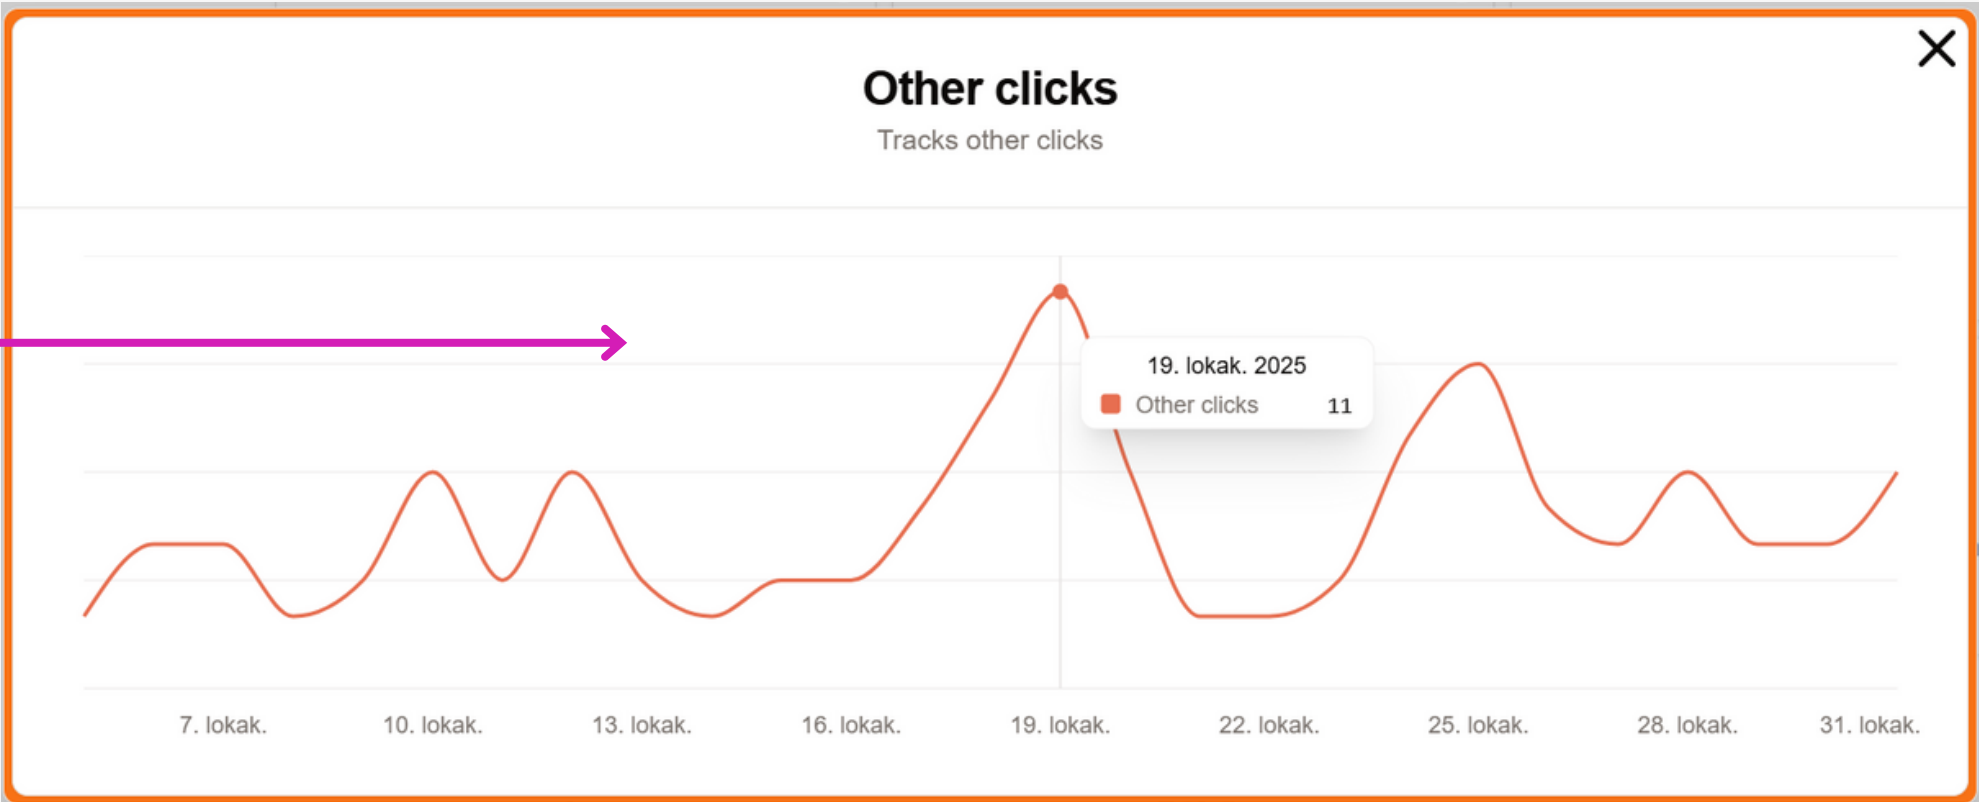 Other clicks
Tracks other clicks
19. lokak. 2025
Other clicks 11
7. lokak. 10. lokak. 13. lokak. 16. lokak. 19. lokak. 22. lokak. 25. lokak. 28. lokak. 31. lokak.